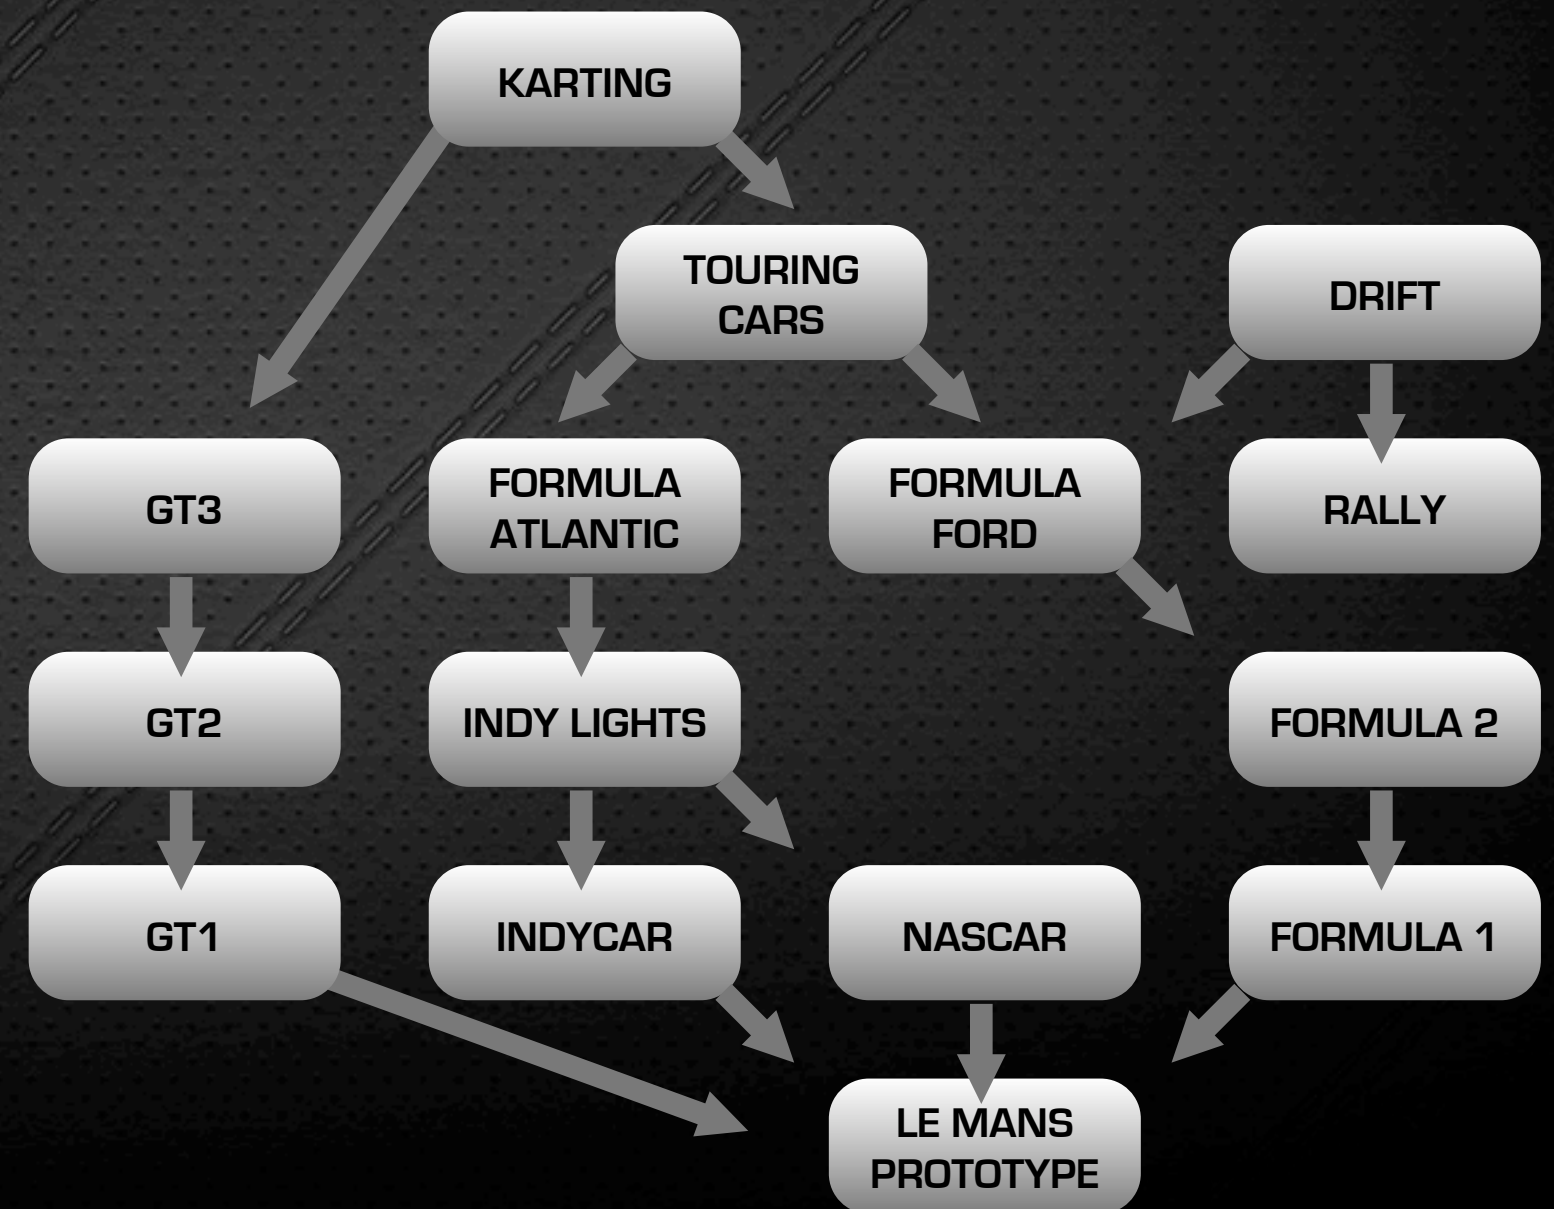 KARTING
TOURING
CARS
DRIFT
GT3
FORMULA
ATLANTIC
FORMULA
FORD
RALLY
GT2
INDY LIGHTS
FORMULA 2
GT1
INDYCAR
NASCAR
FORMULA 1
LE MANS
PROTOTYPE